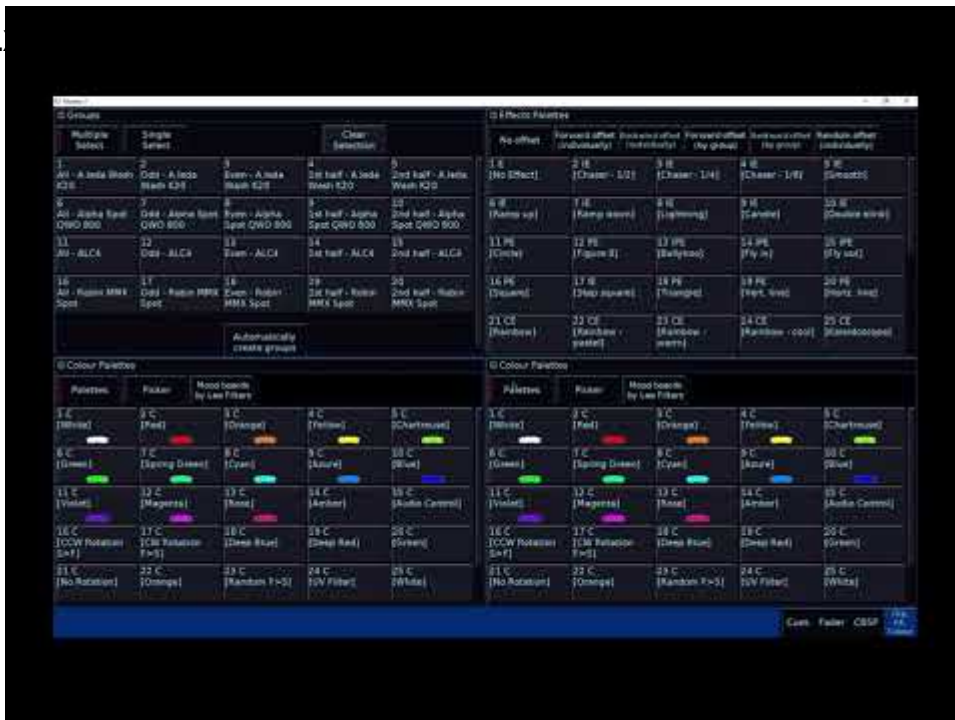 Groups
Multiple Select
Single Select
Clear Selection
1
All - A.leda Wash K20
2
Odd - A.leda Wash K20
3
Even - A.leda Wash K20
4
1st half - A.leda Wash K20
5
2nd half - A.leda Wash K20
6
All - Alpha Spot QWO 800
7
Odd - Alpha Spot QWO 800
8
Even - Alpha Spot QWO 800
9
1st half - Alpha Spot QWO 800
10
2nd half - Alpha Spot QWO 800
11
All - ALC4
12
Odd - ALC4
13
Even - ALC4
14
1st half - ALC4
15
2nd half - ALC4
16
All - Robin MMX Spot
17
Odd - Robin MMX Spot
18
Even - Robin MMX Spot
19
1st half - Robin MMX Spot
20
2nd half - Robin MMX Spot
Automatically create groups
Effects Palettes
No offset
Forward offset (individually)
Backward offset (individually)
Forward offset (by group)
Backward offset (by group)
Random offset (individually)
1 E
[No Effect]
2 IE
[Chaser - 1/2]
3 IE
[Chaser - 1/4]
4 IE
[Chaser - 1/8]
5 IE
[Smooth]
6 IE
[Ramp up]
7 IE
[Ramp down]
8 IE
[Lightning]
9 IE
[Candle]
10 IE
[Double blink]
11 PE
[Circle]
12 PE
[Figure 8]
13 PE
[Ballyhoo]
14 PE
[Fly in]
15 PE
[Fly out]
16 PE
[Square]
17 IE
[Step square]
18 PE
[Triangle]
19 PE
[Vert. line]
20 PE
[Horiz. line]
21 CE
[Rainbow]
22 CE
[Rainbow - pastel]
23 CE
[Rainbow - warm]
24 CE
[Rainbow - cool]
25 CE
[Kaleidoscope]
Colour Palettes
Palettes
Picker
Mood boards by Lee Filters
1 C
[White]
2 C
[Red]
3 C
[Orange]
4 C
[Yellow]
5 C
[Chartreuse]
6 C
[Green]
7 C
[Spring Green]
8 C
[Cyan]
9 C
[Azure]
10 C
[Blue]
11 C
[Violet]
12 C
[Magenta]
13 C
[Rose]
14 C
[Amber]
15 C
[Audio Control]
16 C
[CCW Rotation S>F]
17 C
[CW Rotation F>S]
18 C
[Deep Blue]
19 C
[Deep Red]
20 C
[Green]
21 C
[No Rotation]
22 C
[Orange]
23 C
[Random F>S]
24 C
[UV Filter]
25 C
[White]
Colour Palettes
Palettes
Picker
Mood boards by Lee Filters
1 C
[White]
2 C
[Red]
3 C
[Orange]
4 C
[Yellow]
5 C
[Chartreuse]
6 C
[Green]
7 C
[Spring Green]
8 C
[Cyan]
9 C
[Azure]
10 C
[Blue]
11 C
[Violet]
12 C
[Magenta]
13 C
[Rose]
14 C
[Amber]
15 C
[Audio Control]
16 C
[CCW Rotation S>F]
17 C
[CW Rotation F>S]
18 C
[Deep Blue]
19 C
[Deep Red]
20 C
[Green]
21 C
[No Rotation]
22 C
[Orange]
23 C
[Random F>S]
24 C
[UV Filter]
25 C
[White]
Cues
Fader
CBSP